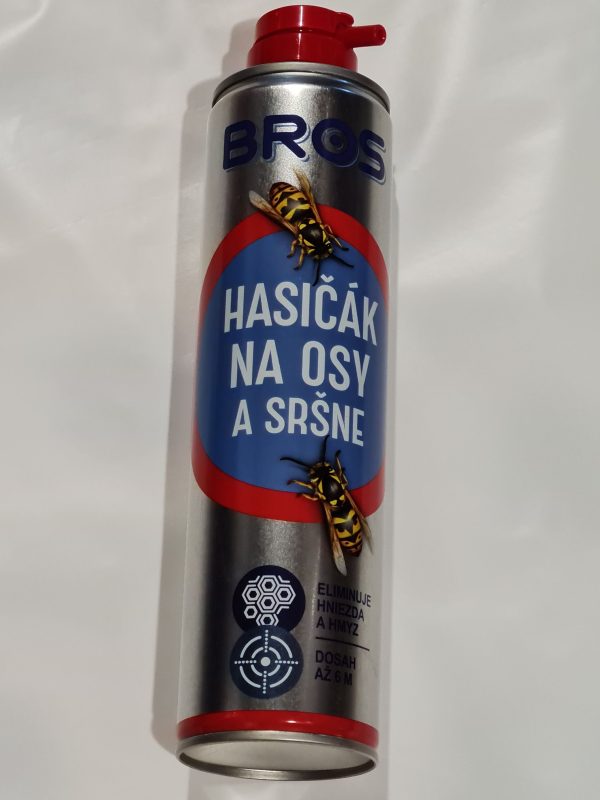 BROS
HASIČÁK
NA OSY
A SRŠNE
ELIMINUJE
HNIEZDA
A HMYZ
DOSAH
AŽ 6 M